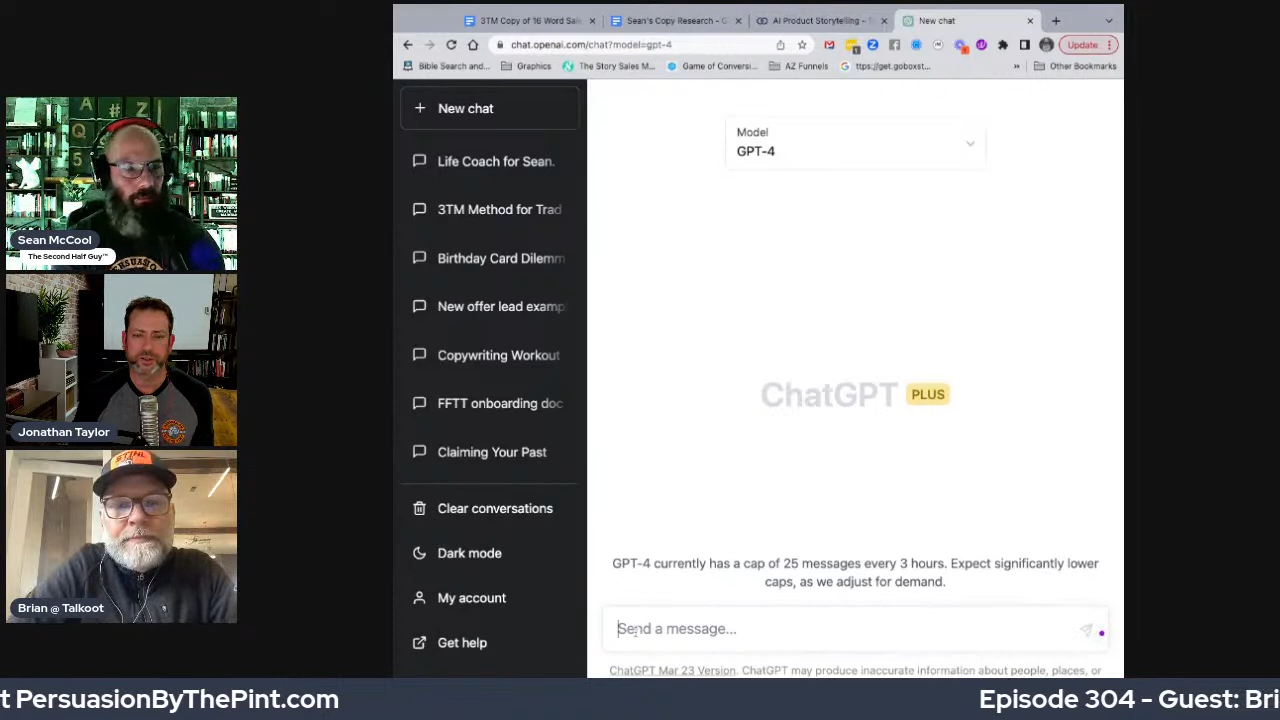 3TM Copy of 16 Word Sale
Sean's Copy Research - G
AI Product Storytelling -
New chat
chat.openai.com/chat?model=gpt-4
Update
Bible Search and...
Graphics
The Story Sales M...
Game of Conversi...
AZ Funnels
ttps://get.goboxst...
»
Other Bookmarks
New chat
Life Coach for Sean.
3TM Method for Trad
Birthday Card Dilemm
New offer lead examp
Copywriting Workout
FFTT onboarding doc
Claiming Your Past
Clear conversations
Dark mode
My account
Get help
Model
GPT-4
ChatGPT PLUS
GPT-4 currently has a cap of 25 messages every 3 hours. Expect significantly lower
caps, as we adjust for demand.
Send a message...
ChatGPT Mar 23 Version. ChatGPT may produce inaccurate information about people, places, or
Sean McCool
The Second Half Guy™
Jonathan Taylor
STIHL
Brian @ Talkoot
t PersuasionByThePint.com
Episode 304 - Guest: Bri